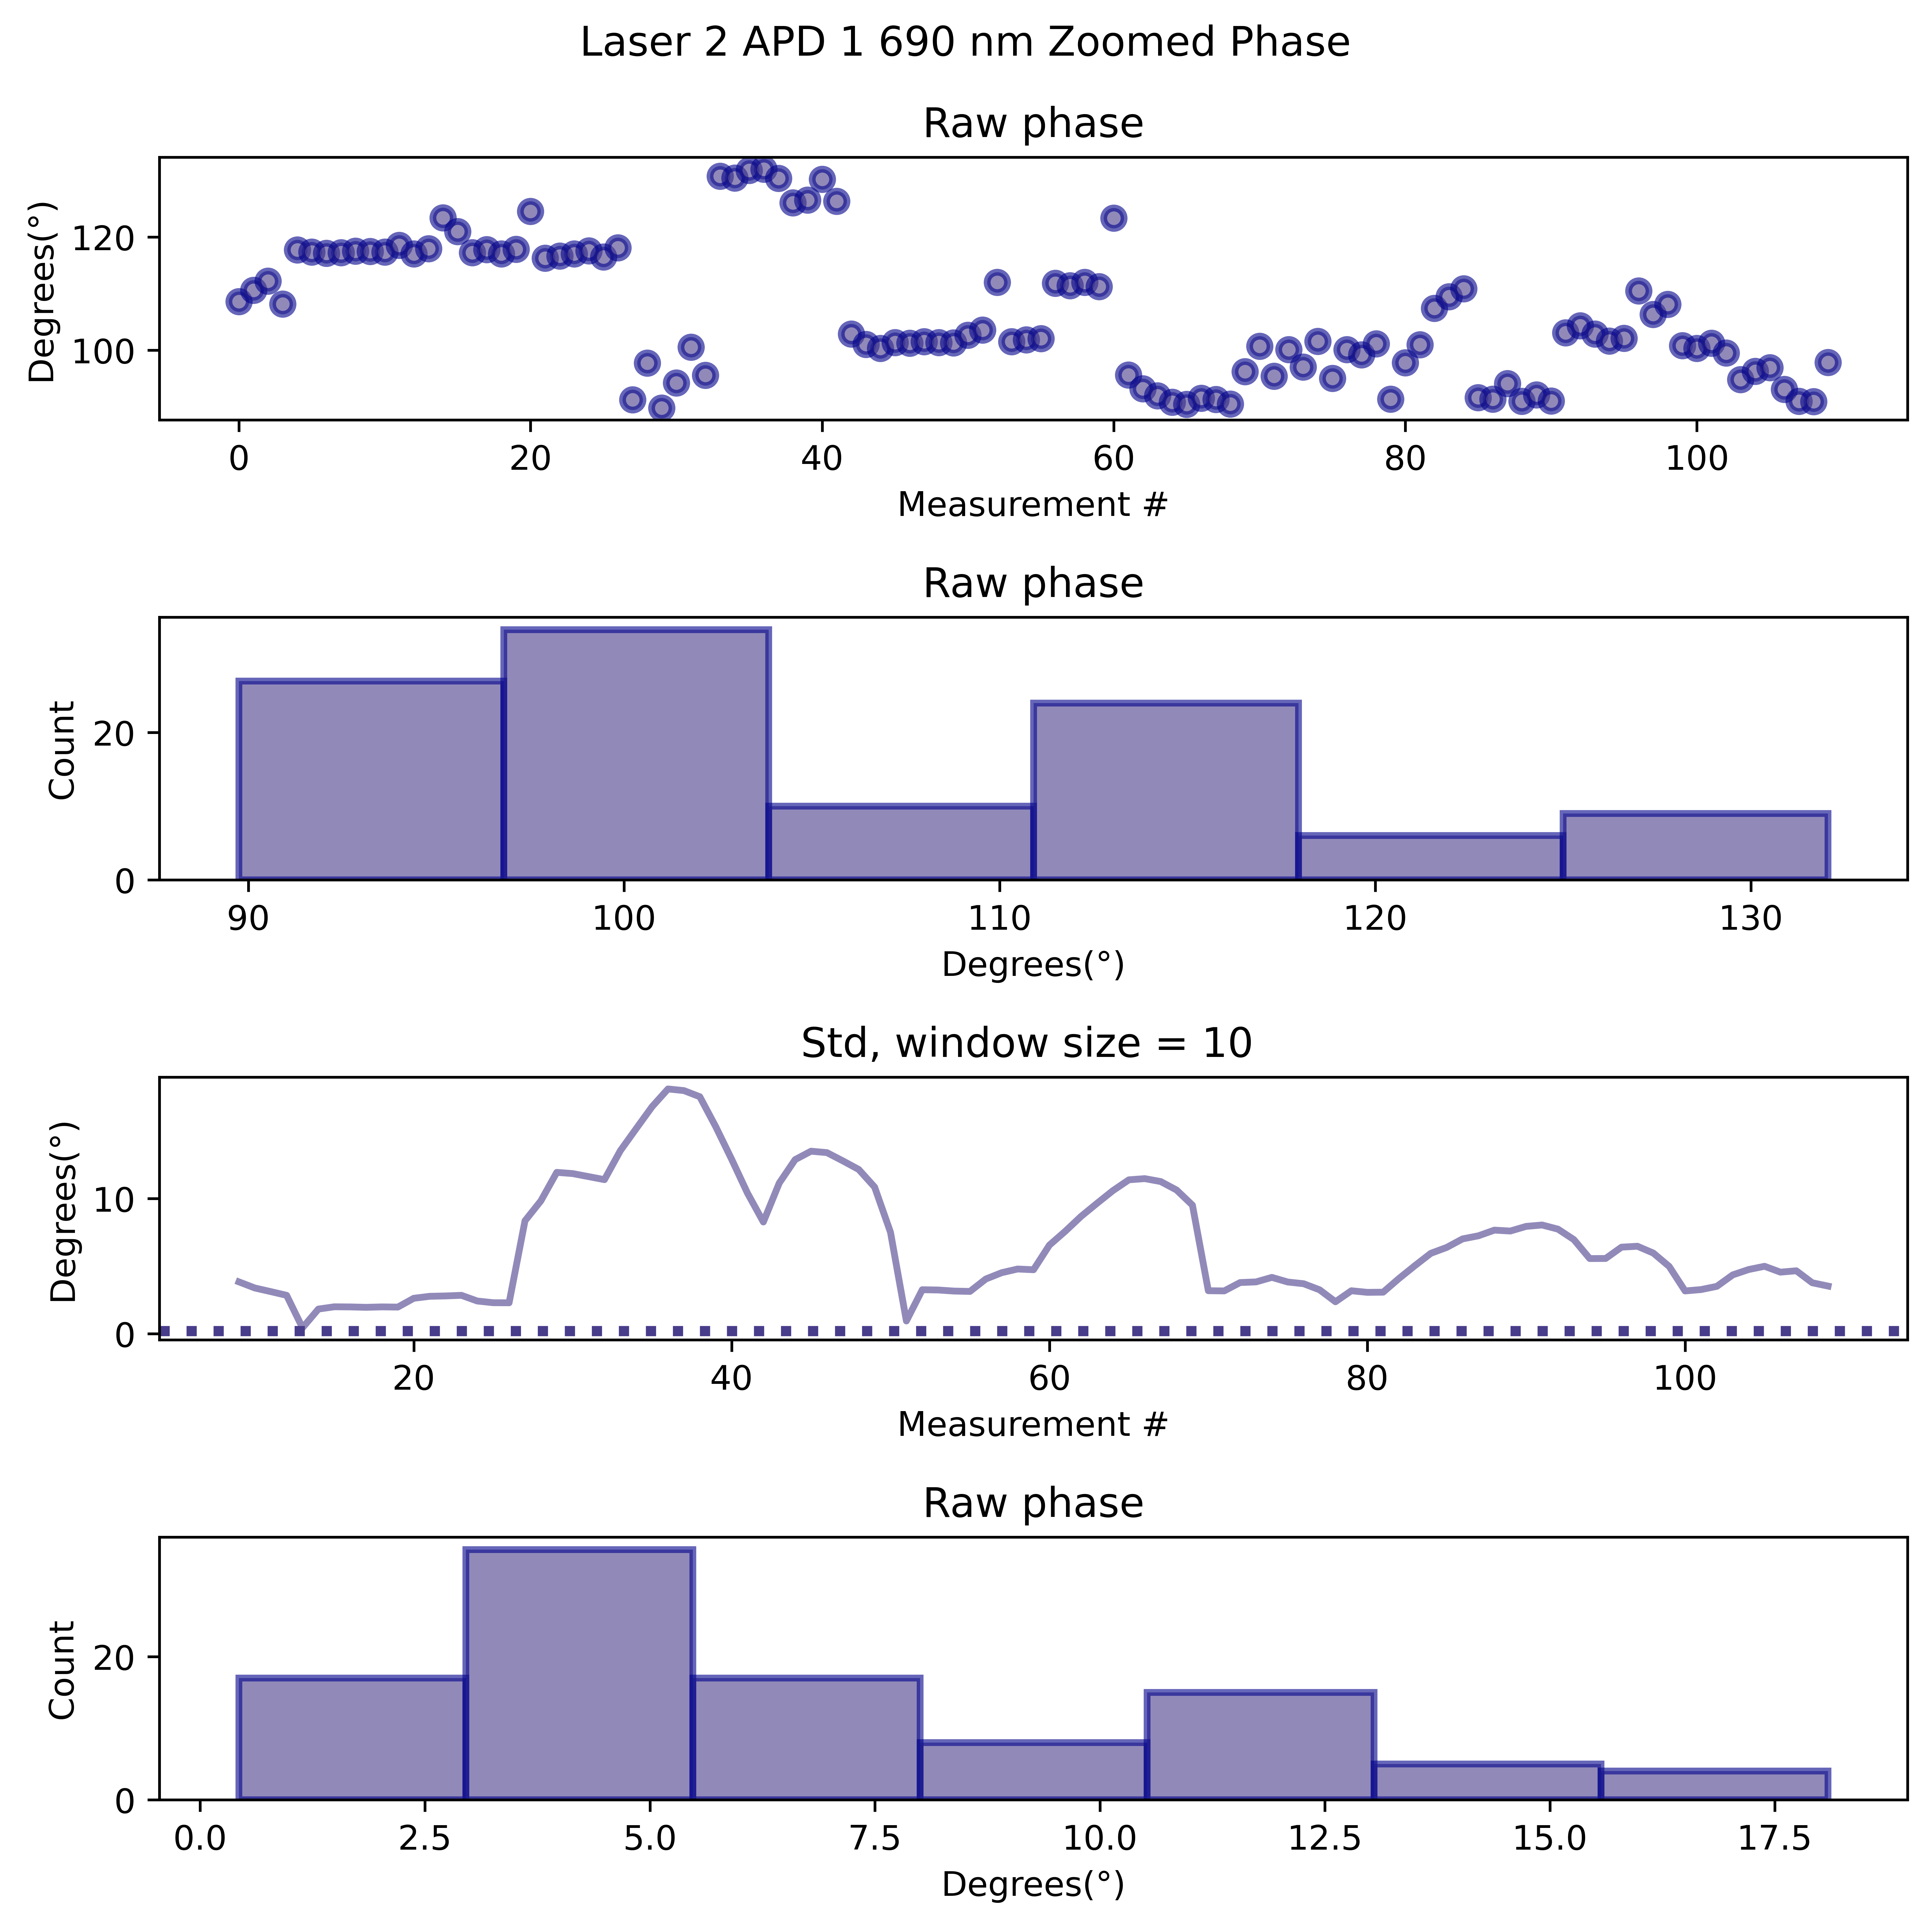 Laser 2 APD 1 690 nm Zoomed Phase
Raw phase
Degrees(°)
120
100
0 20 40 60 80 100
Measurement #
Raw phase
Count
20
0
90 100 110 120 130
Degrees(°)
Std, window size = 10
Degrees(°)
10
0
20 40 60 80 100
Measurement #
Raw phase
Count
20
0
0.0 2.5 5.0 7.5 10.0 12.5 15.0 17.5
Degrees(°)